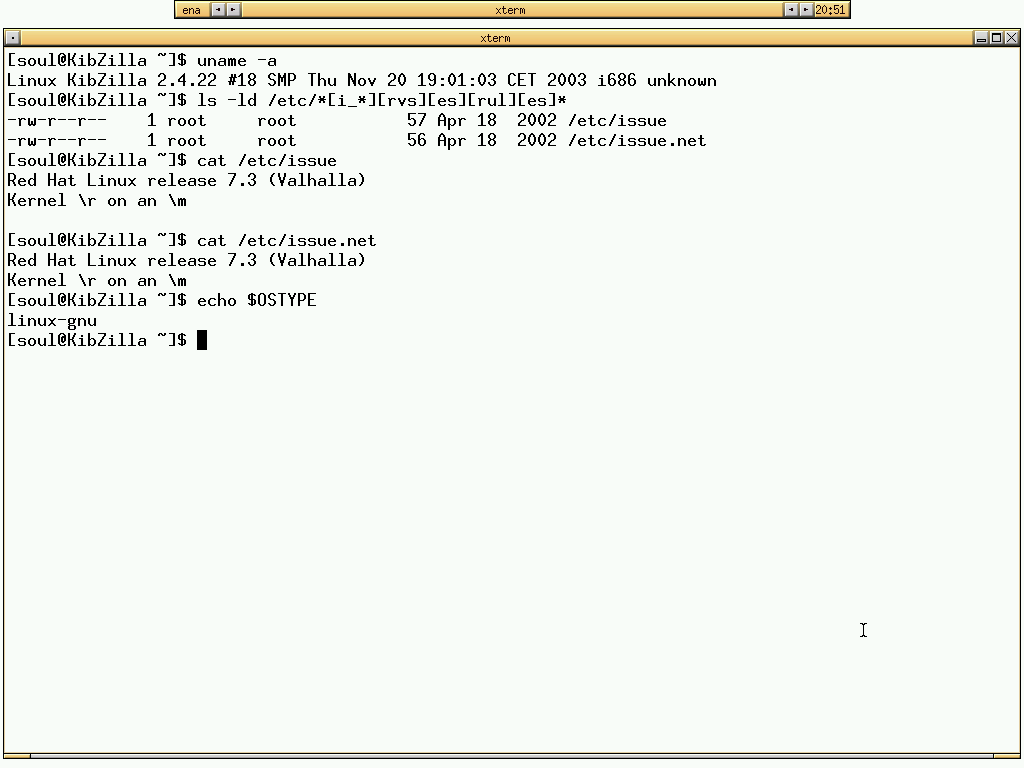 ena xterm 20:51
xterm
[soul@KibZilla ~]$ uname -a
Linux KibZilla 2.4.22 #18 SMP Thu Nov 20 19:01:03 CET 2003 i686 unknown
[soul@KibZilla ~]$ ls -ld /etc/*[i_*][rvs][es][rul][es]*
-rw-r--r--    1 root     root           57 Apr 18  2002 /etc/issue
-rw-r--r--    1 root     root           56 Apr 18  2002 /etc/issue.net
[soul@KibZilla ~]$ cat /etc/issue
Red Hat Linux release 7.3 (Valhalla)
Kernel \r on an \m
[soul@KibZilla ~]$ cat /etc/issue.net
Red Hat Linux release 7.3 (Valhalla)
Kernel \r on an \m
[soul@KibZilla ~]$ echo $OSTYPE
linux-gnu
[soul@KibZilla ~]$